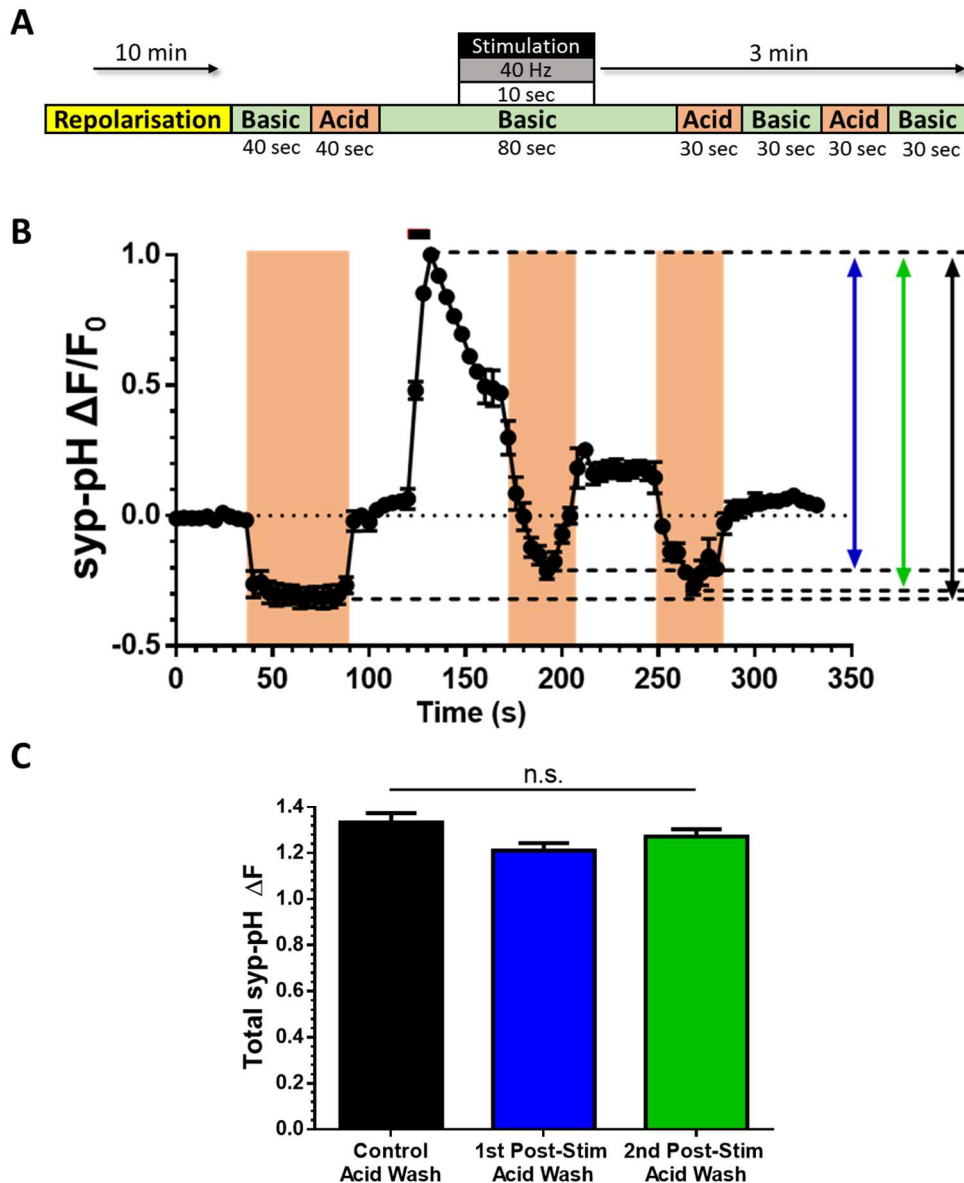 A
10 min
Stimulation
40 Hz
10 sec
3 min
Repolarisation Basic Acid Basic Acid Basic Acid Basic
40 sec 40 sec 80 sec 30 sec 30 sec 30 sec 30 sec
B
syp-pH ΔF/F₀
1.0
0.5
0.0
-0.5
0 50 100 150 200 250 300 350
Time (s)
C
n.s.
Total syp-pH ΔF
1.4
1.2
1.0
0.8
0.6
0.4
0.2
0.0
Control 1st Post-Stim 2nd Post-Stim
Acid Wash Acid Wash Acid Wash